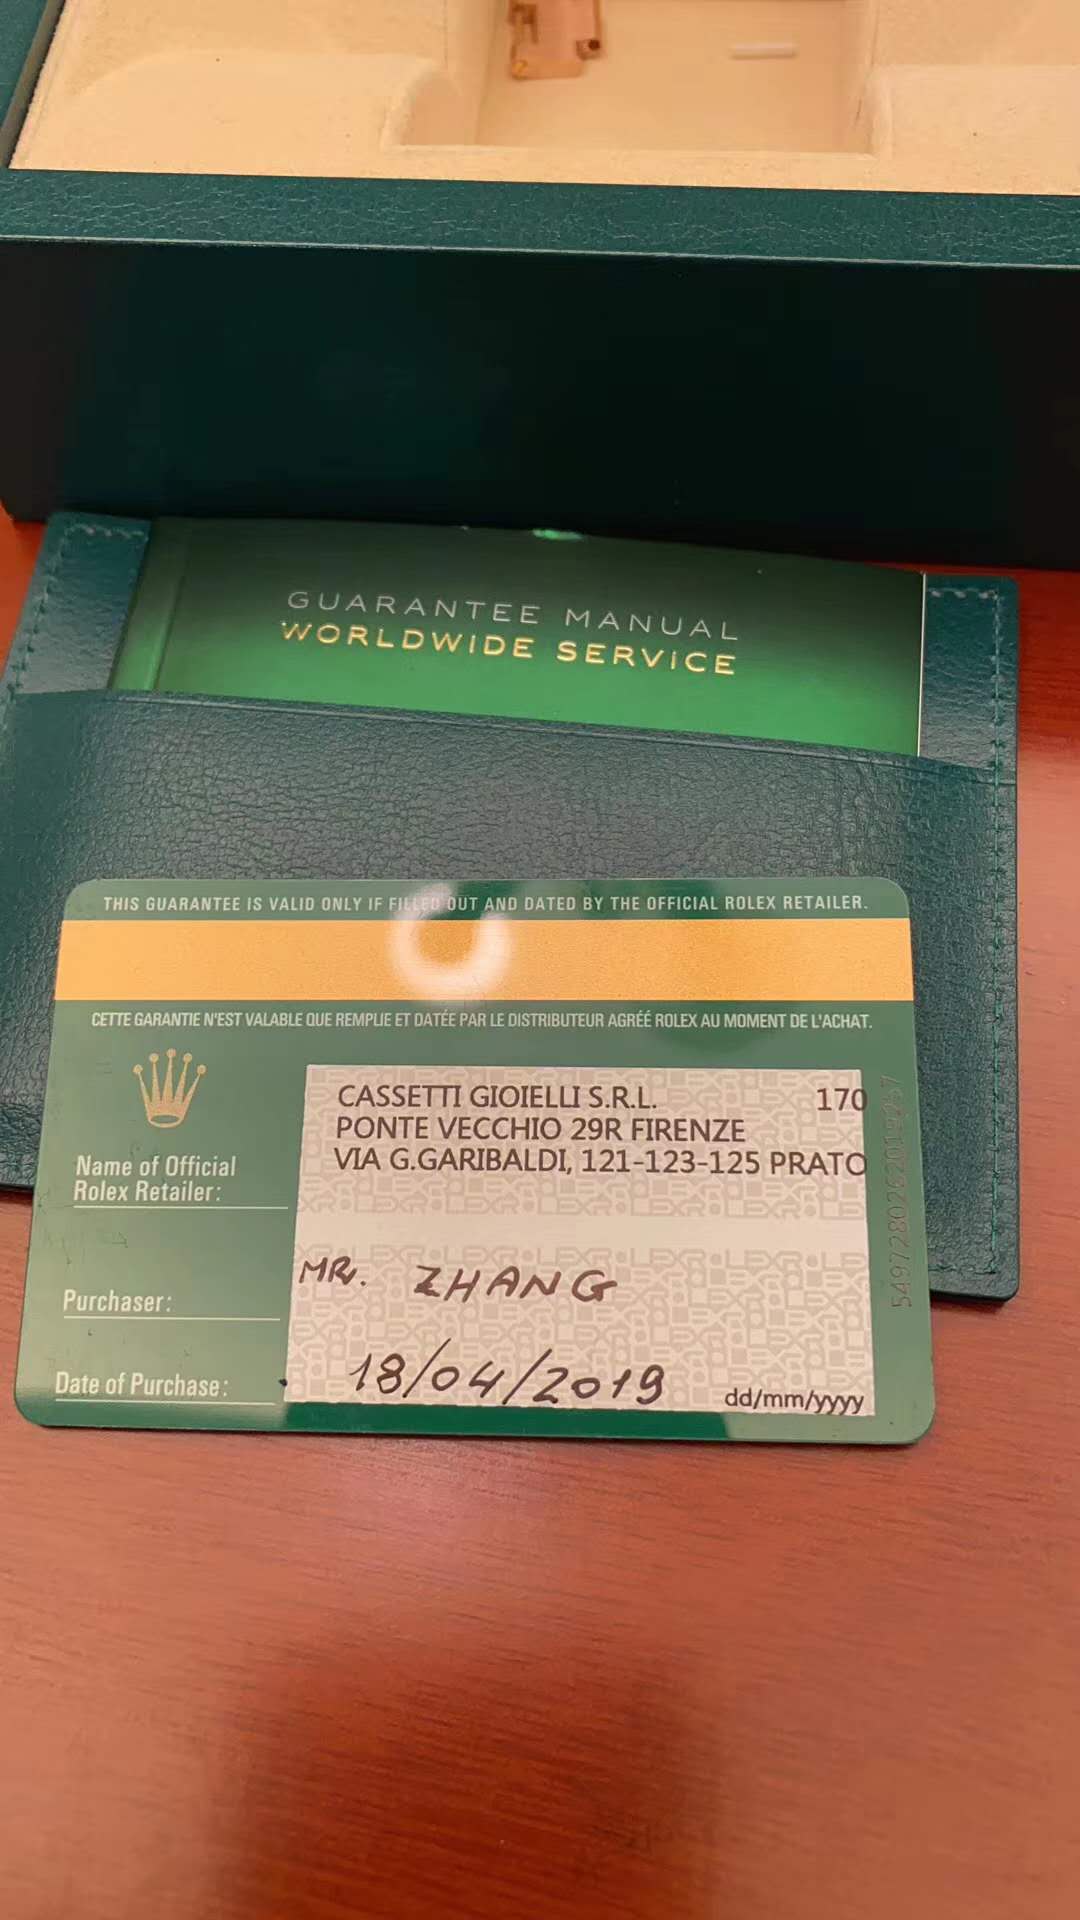 GUARANTEE MANUAL
WORLDWIDE SERVICE
THIS GUARANTEE IS VALID ONLY IF FILLED OUT AND DATED BY THE OFFICIAL ROLEX RETAILER.
CETTE GARANTIE N'EST VALABLE QUE REMPLIE ET DATÉE PAR LE DISTRIBUTEUR AGRÉÉ ROLEX AU MOMENT DE L'ACHAT.
CASSETTI GIOIELLI S.R.L. 170
PONTE VECCHIO 29R FIRENZE
VIA G.GARIBALDI, 121-123-125 PRATO
Name of Official
Rolex Retailer:
Purchaser: MR. ZHANG
Date of Purchase: 18/04/2019 dd/mm/yyyy